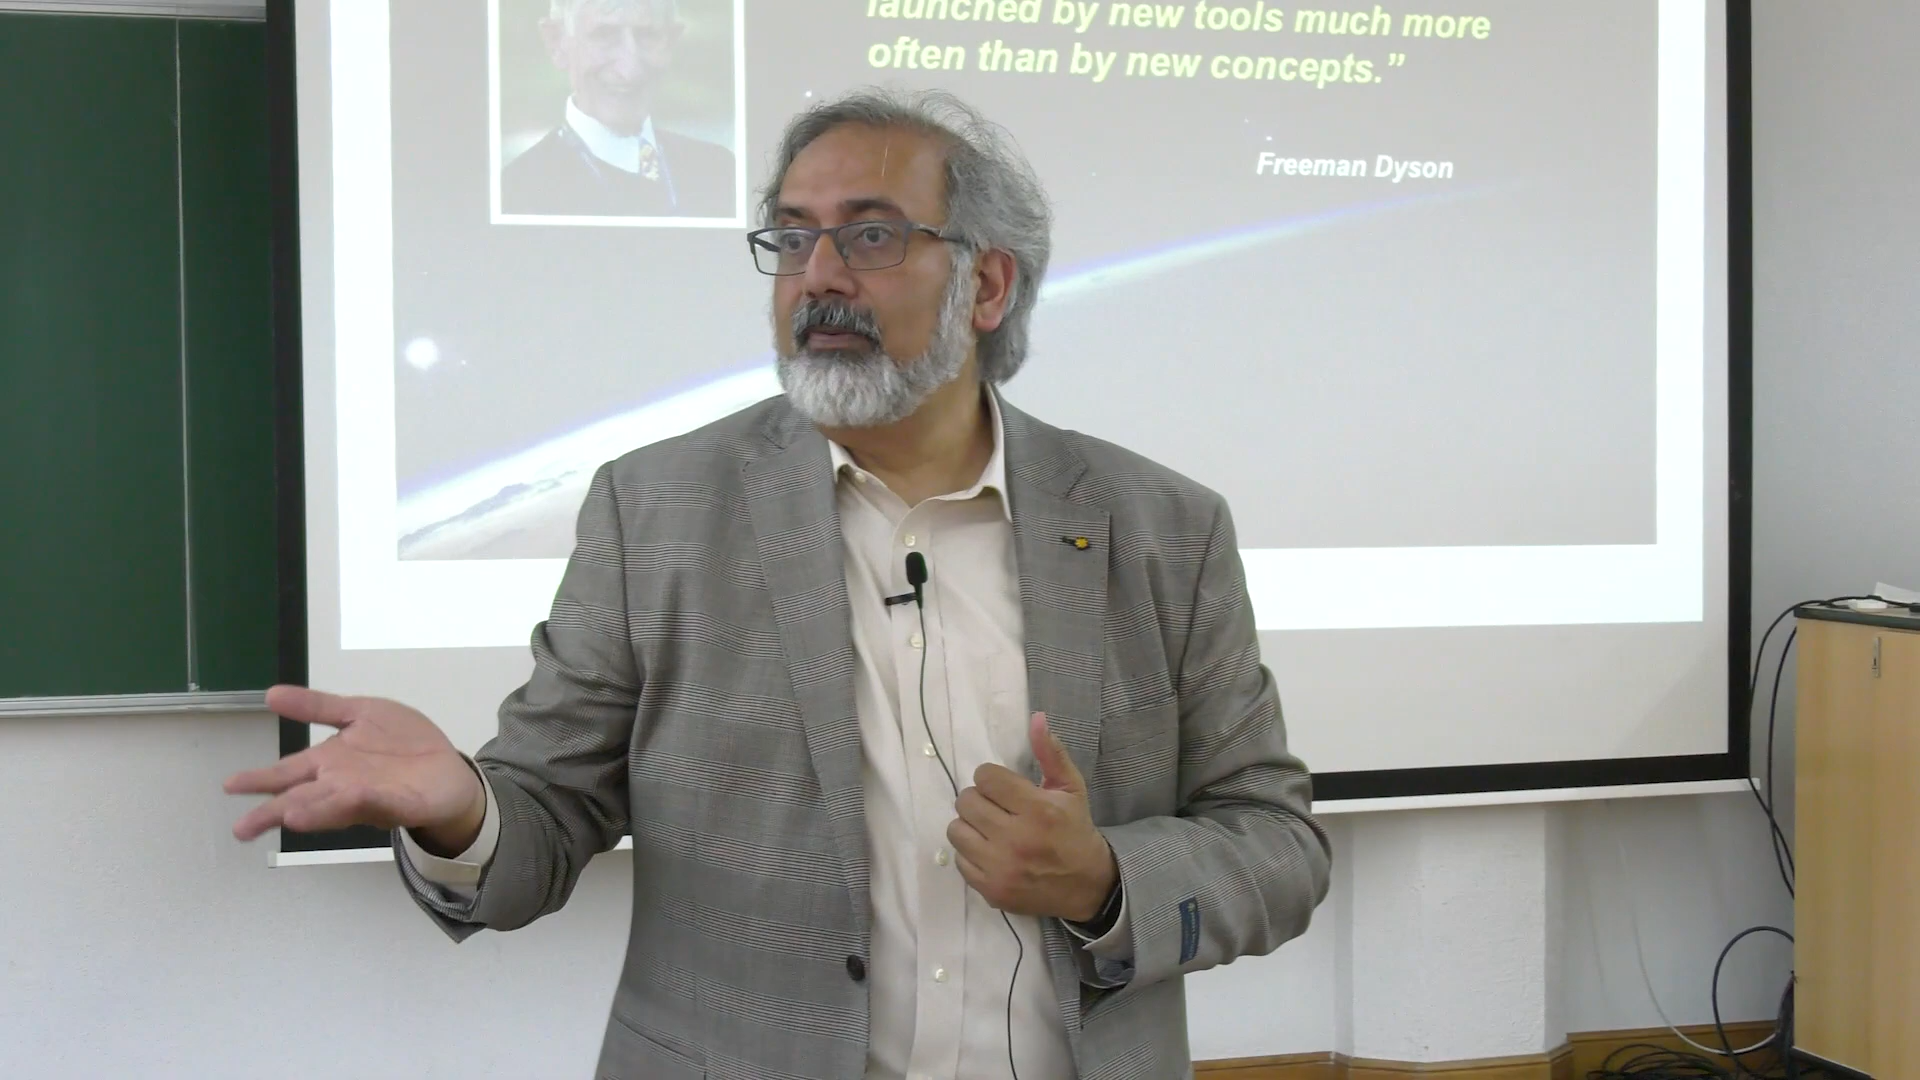 launched by new tools much more
often than by new concepts.”
Freeman Dyson